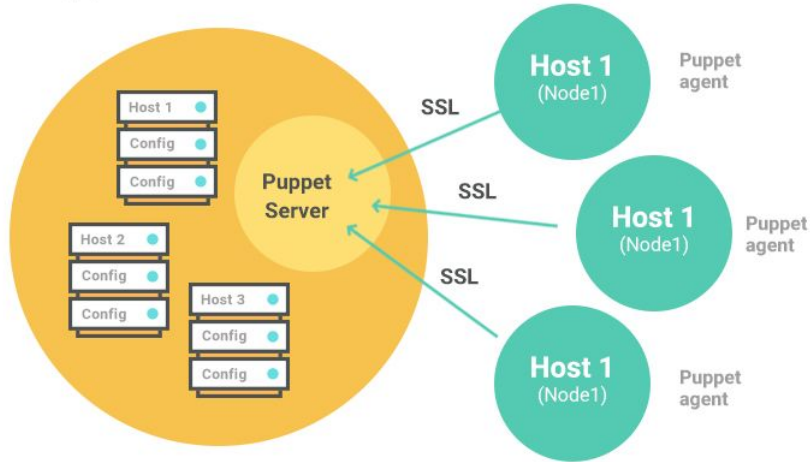 Host 1
Config
Config
Host 2
Config
Config
Host 3
Config
Config
Puppet
Server
SSL
SSL
SSL
Host 1
(Node1)
Puppet
agent
Host 1
(Node1)
Puppet
agent
Host 1
(Node1)
Puppet
agent